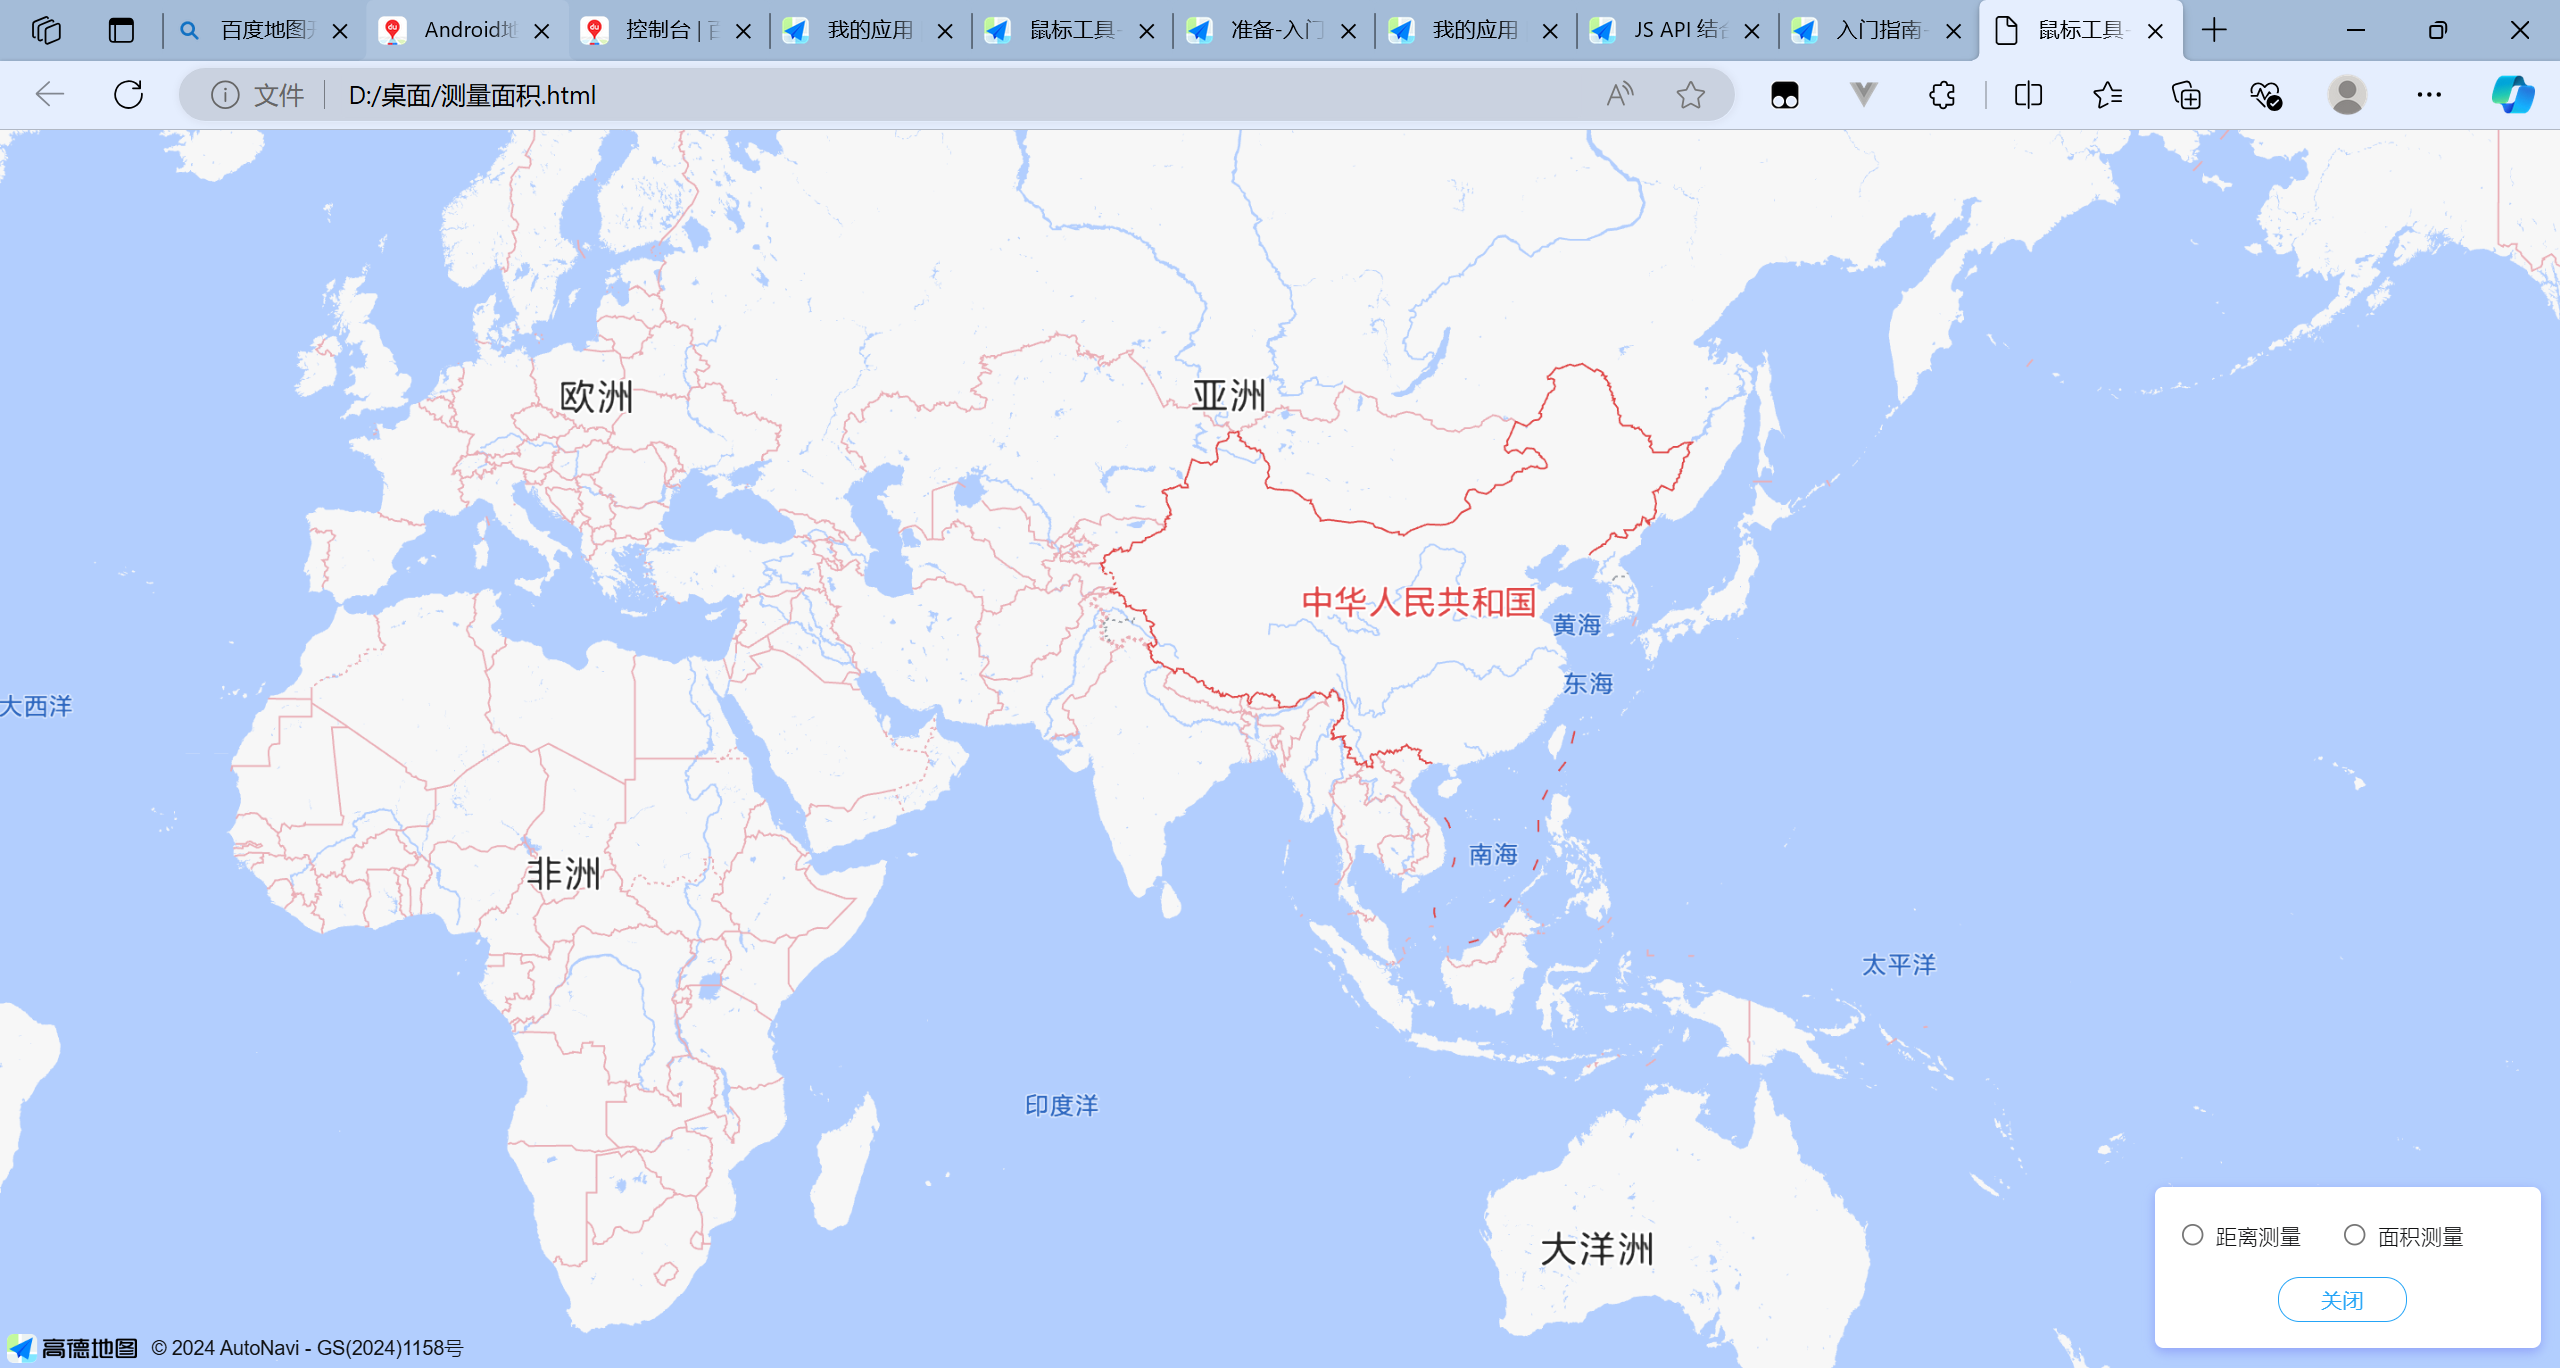 百度地图开
Android地
控制台 | 百
我的应用
鼠标工具-
准备-入门
我的应用
JS API 结合
入门指南-
鼠标工具-
文件
D:/桌面/测量面积.html
欧洲
亚洲
中华人民共和国
黄海
东海
大西洋
南海
非洲
太平洋
印度洋
大洋洲
距离测量
面积测量
关闭
高德地图 © 2024 AutoNavi - GS(2024)1158号